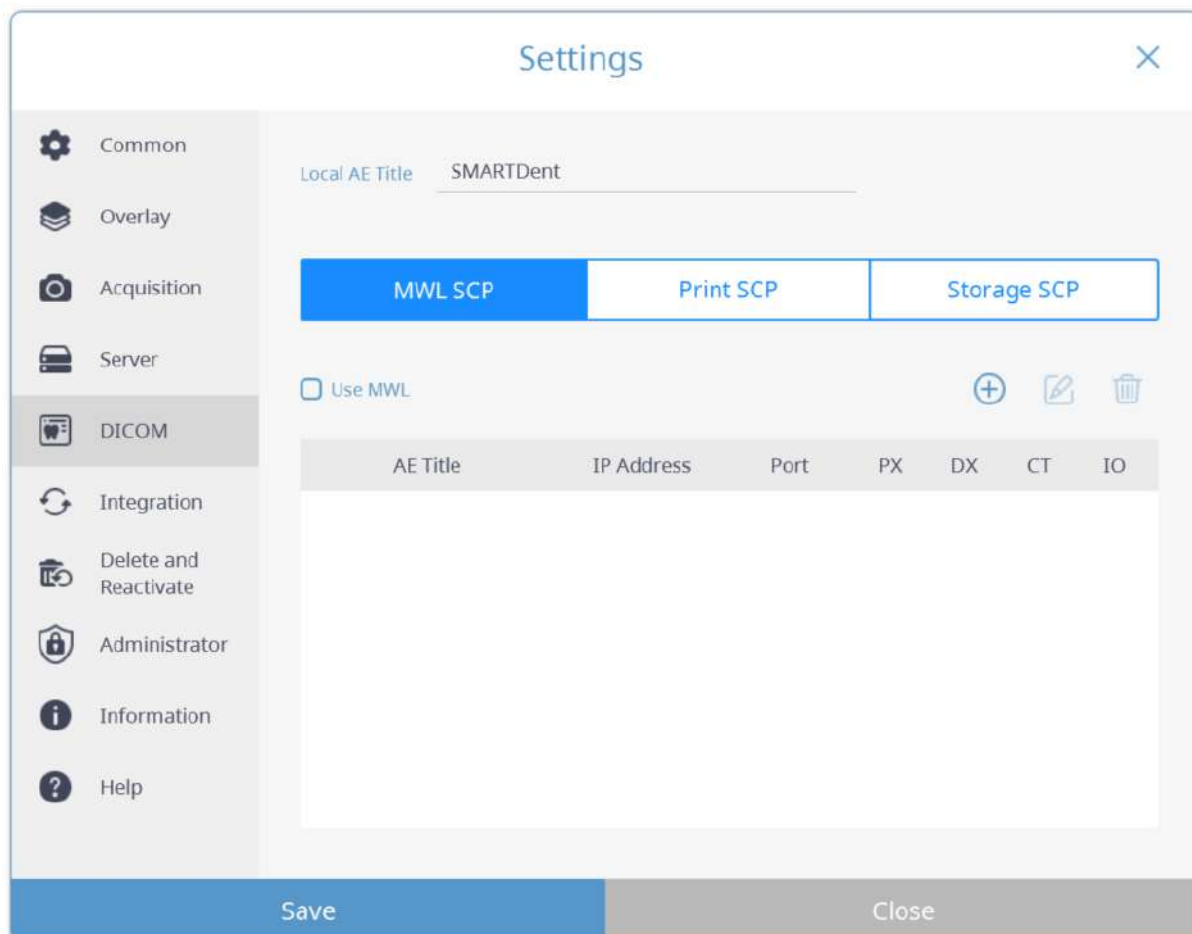 Settings
Common
Overlay
Acquisition
Server
DICOM
Integration
Delete and
Reactivate
Administrator
Information
Help
Local AE Title SMARTDent
MWL SCP Print SCP Storage SCP
Use MWL
AE Title IP Address Port PX DX CT IO
Save Close